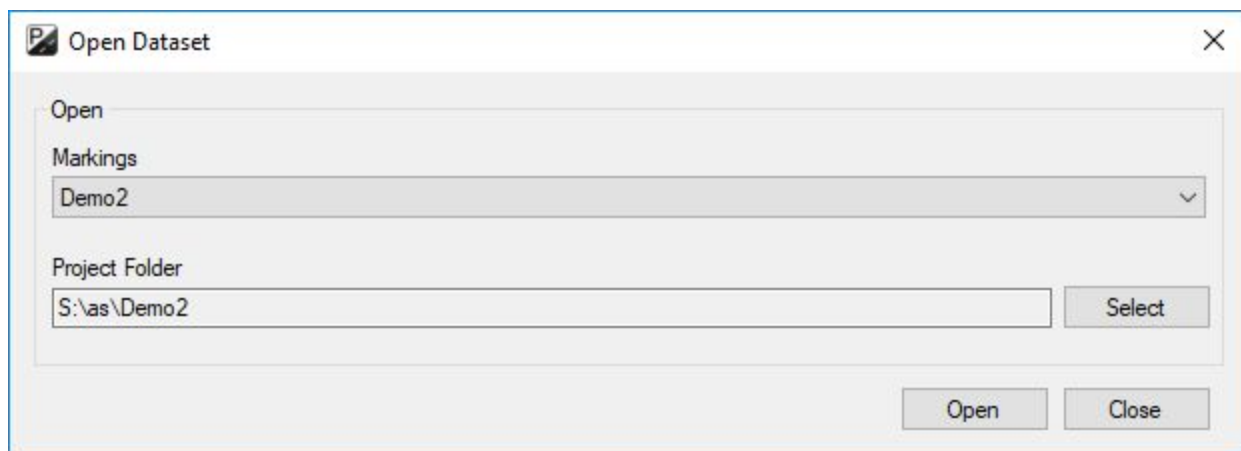 Open Dataset
Open
Markings
Demo2
Project Folder
S:\as\Demo2
Select
Open
Close